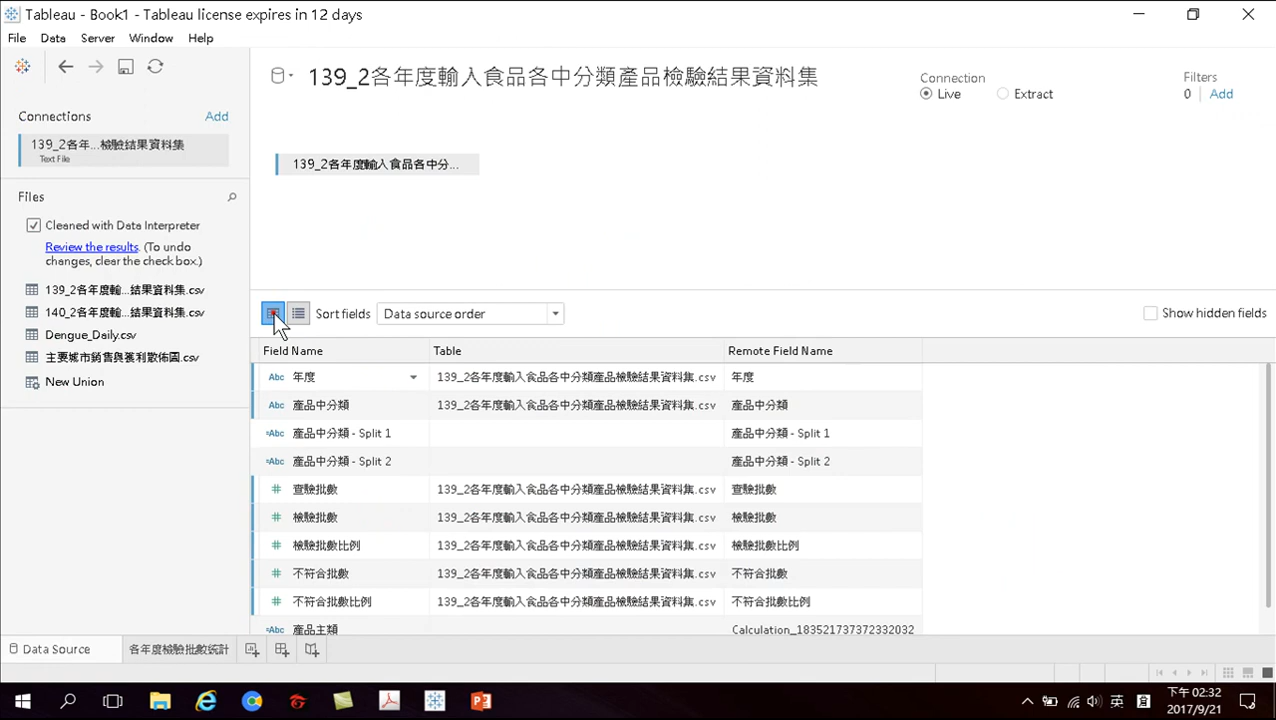 Tableau - Book1 - Tableau license expires in 12 days
File Data Server Window Help
Connections Add
139_2各年...檢驗結果資料集
Text File
Files
Cleaned with Data Interpreter
Review the results. (To undo
changes, clear the check box.)
139_2各年度輸...結果資料集.csv
140_2各年度輸...結果資料集.csv
Dengue_Daily.csv
主要城市銷售與獲利散佈圖.csv
New Union
139_2各年度輸入食品各中分類產品檢驗結果資料集
Connection
Live Extract
Filters
0 Add
139_2各年度輸入食品各中分...
Sort fields Data source order Show hidden fields
Field Name Table Remote Field Name
Abc 年度 139_2各年度輸入食品各中分類產品檢驗結果資料集.csv 年度
Abc 產品中分類 139_2各年度輸入食品各中分類產品檢驗結果資料集.csv 產品中分類
=Abc 產品中分類 - Split 1 產品中分類 - Split 1
=Abc 產品中分類 - Split 2 產品中分類 - Split 2
# 查驗批數 139_2各年度輸入食品各中分類產品檢驗結果資料集.csv 查驗批數
# 檢驗批數 139_2各年度輸入食品各中分類產品檢驗結果資料集.csv 檢驗批數
# 檢驗批數比例 139_2各年度輸入食品各中分類產品檢驗結果資料集.csv 檢驗批數比例
# 不符合批數 139_2各年度輸入食品各中分類產品檢驗結果資料集.csv 不符合批數
# 不符合批數比例 139_2各年度輸入食品各中分類產品檢驗結果資料集.csv 不符合批數比例
=Abc 產品主類 Calculation_183521737372332032
Data Source 各年度檢驗批數統計
英 下午 02:32
2017/9/21